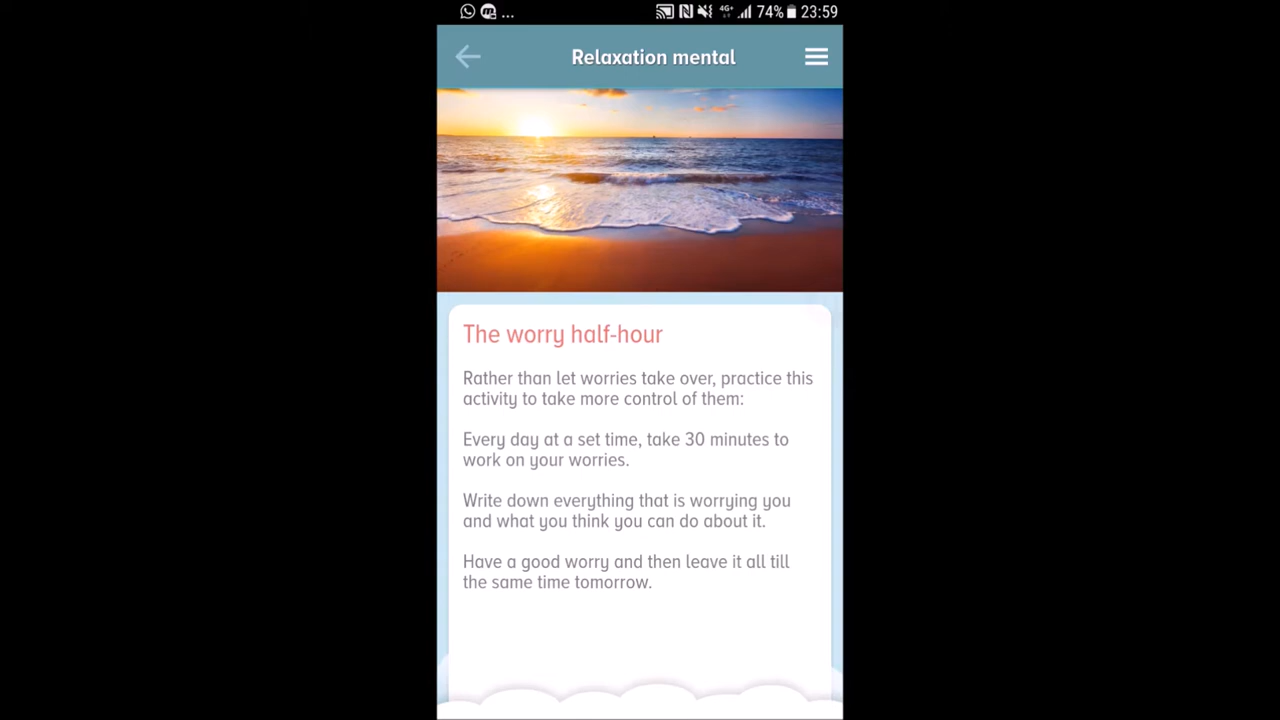 ... 4G+ 74% 23:59
Relaxation mental
The worry half-hour
Rather than let worries take over, practice this
activity to take more control of them:
Every day at a set time, take 30 minutes to
work on your worries.
Write down everything that is worrying you
and what you think you can do about it.
Have a good worry and then leave it all till
the same time tomorrow.